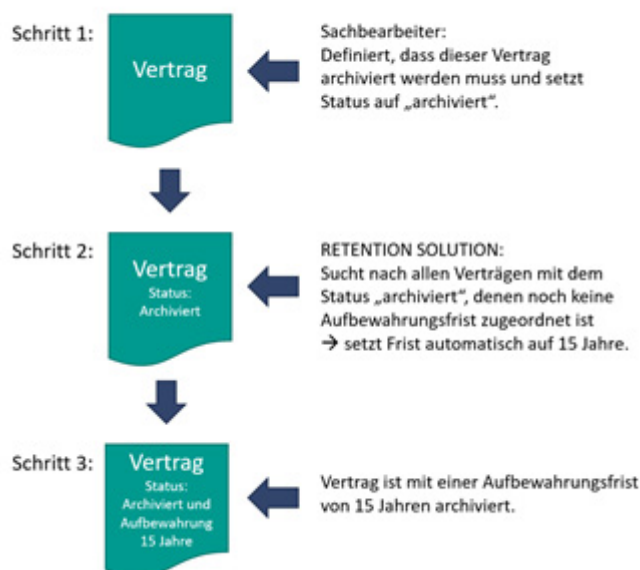 Schritt 1:
Vertrag
Sachbearbeiter:
Definiert, dass dieser Vertrag
archiviert werden muss und setzt
Status auf „archiviert“.
Schritt 2:
Vertrag
Status:
Archiviert
RETENTION SOLUTION:
Sucht nach allen Verträgen mit dem
Status „archiviert“, denen noch keine
Aufbewahrungsfrist zugeordnet ist
→ setzt Frist automatisch auf 15 Jahre.
Schritt 3:
Vertrag
Status:
Archiviert und
Aufbewahrung
15 Jahre
Vertrag ist mit einer Aufbewahrungsfrist
von 15 Jahren archiviert.